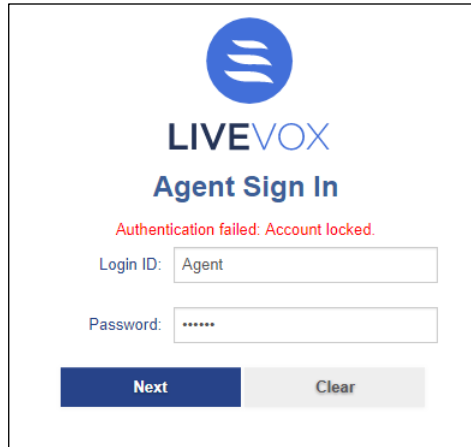 LIVEVOX
Agent Sign In
Authentication failed: Account locked.
Login ID: Agent
Password: ••••••
Next Clear